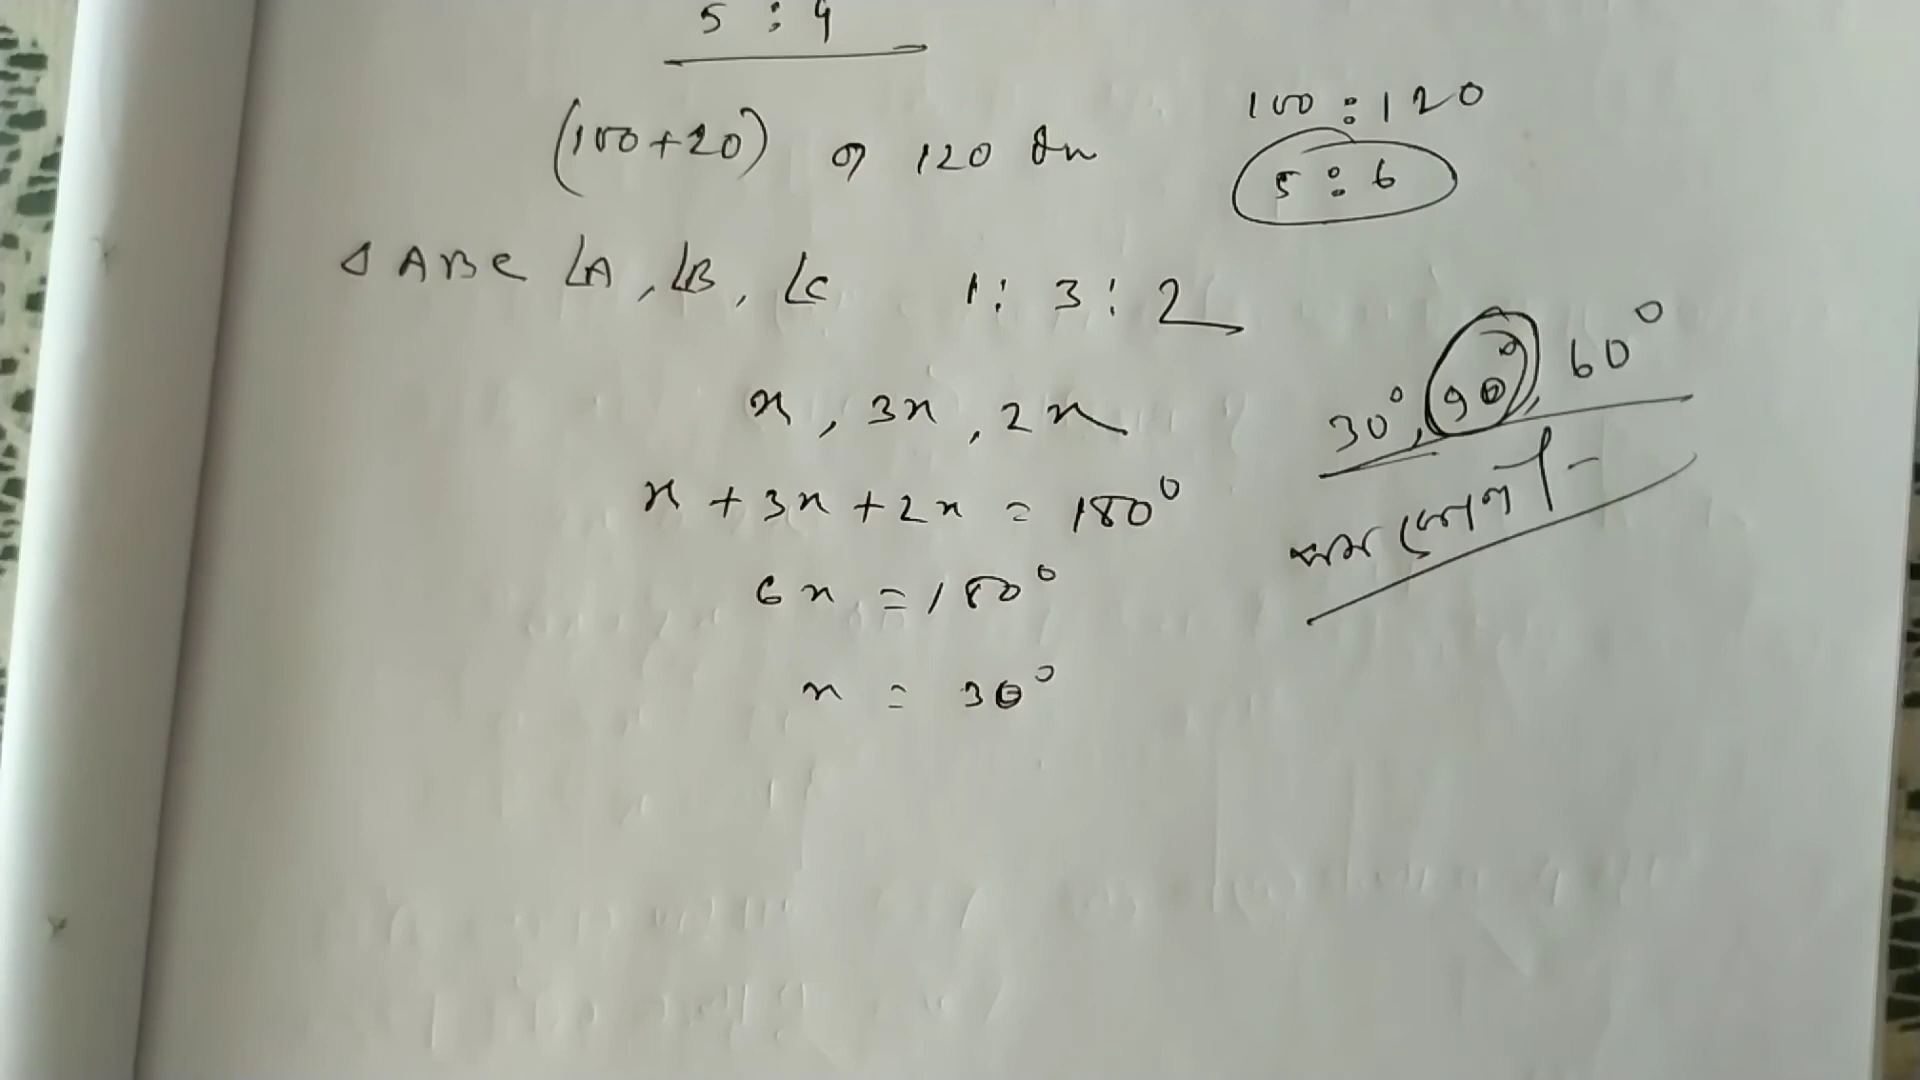 5 : 4
(100+20) বা 120 টাকা
100 : 120
5 : 6
Δ ABC ∠A, ∠B, ∠C 1 : 3 : 2
x, 3x, 2x
30°, 90°, 60°
x + 3x + 2x = 180°
সমকোণী
6x = 180°
x = 30°